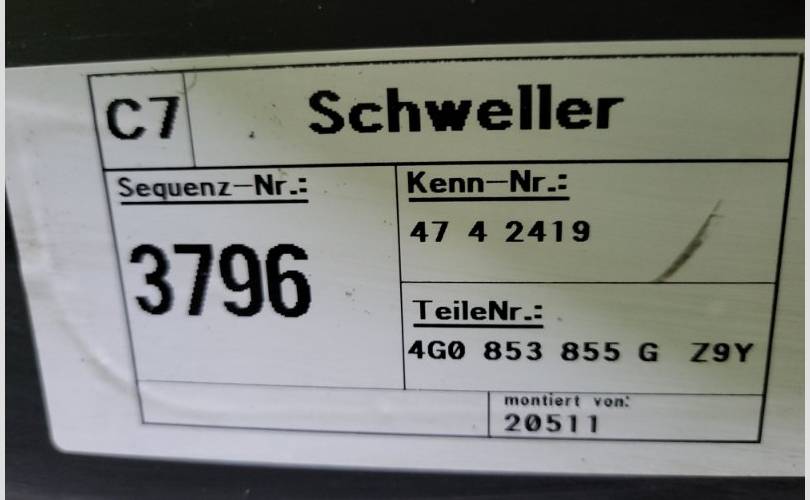 C7 Schweller
Sequenz-Nr.:
3796
Kenn-Nr.:
47 4 2419
TeileNr.:
4G0 853 855 G Z9Y
montiert von:
20511